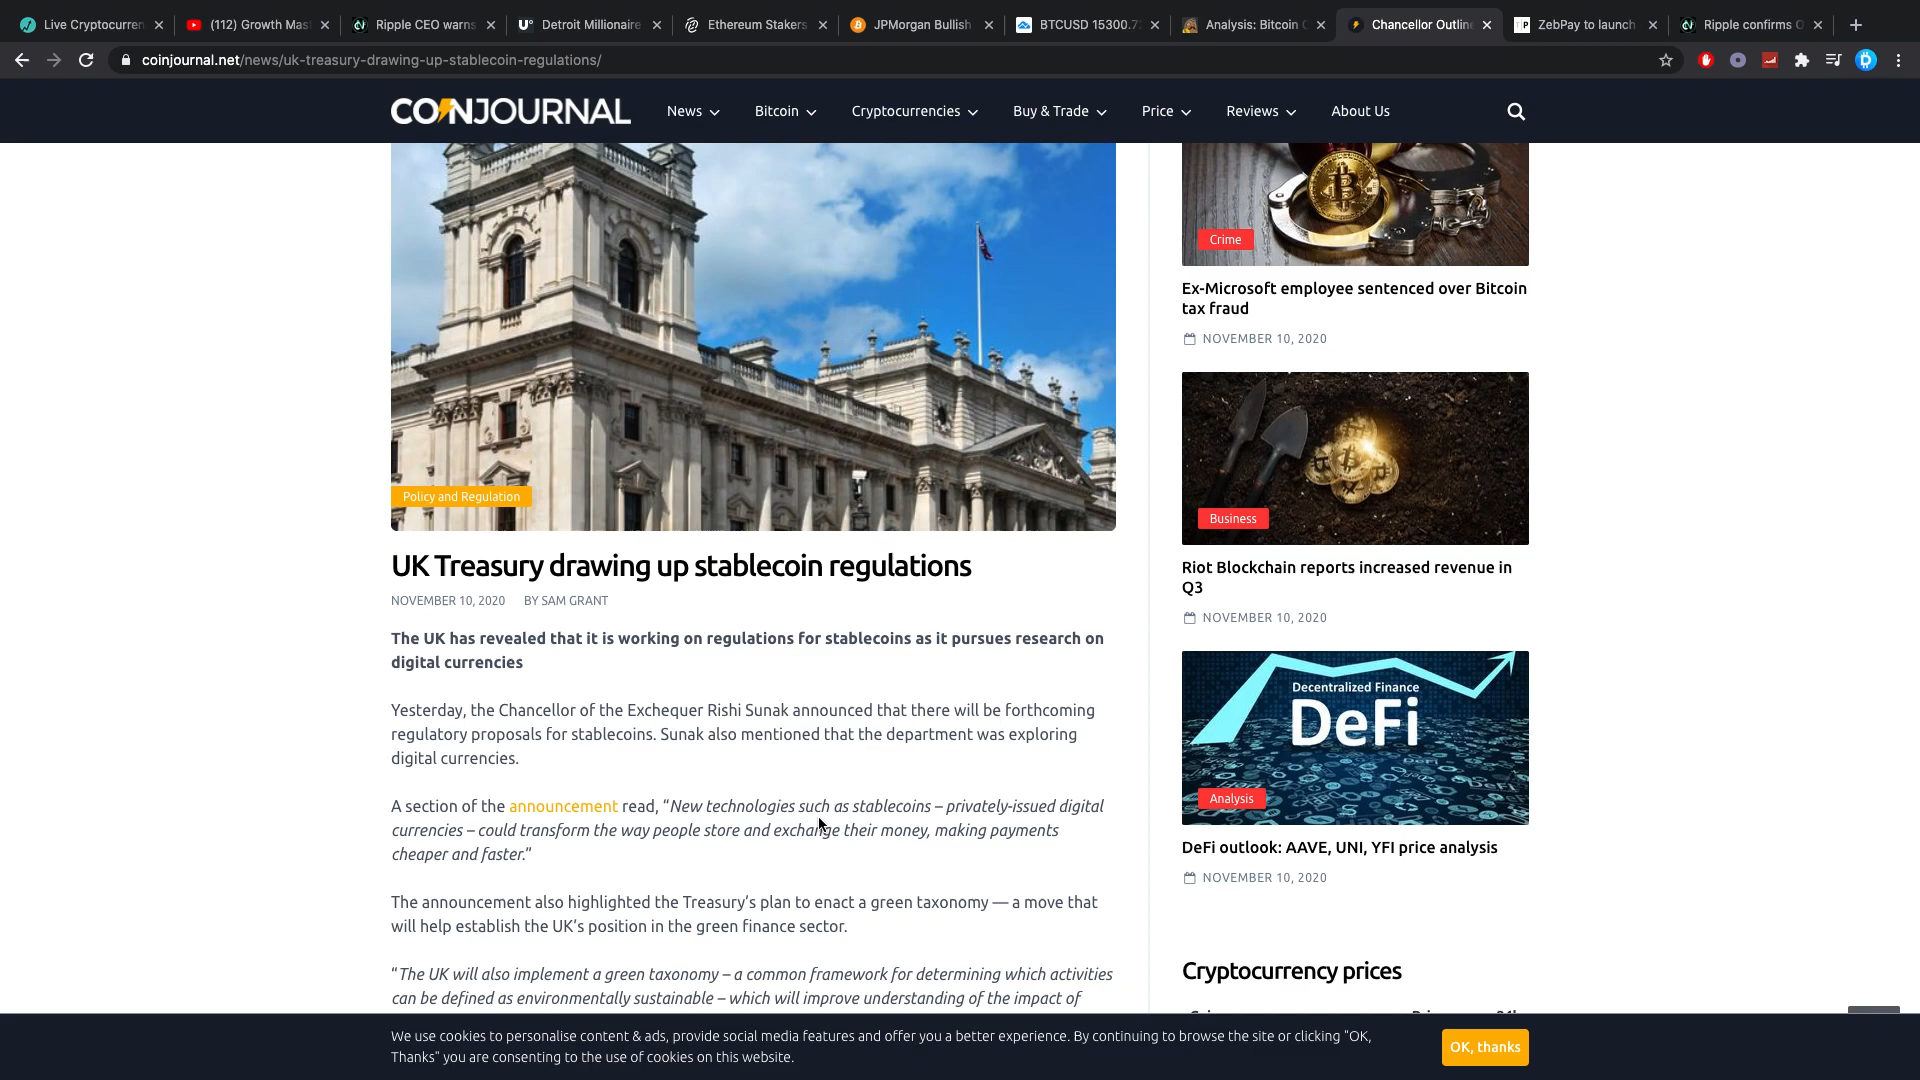 Live Cryptocurren
(112) Growth Mas
Ripple CEO warns
Detroit Millionaire
Ethereum Stakers
JPMorgan Bullish
BTCUSD 15300.7
Analysis: Bitcoin
Chancellor Outlin
ZebPay to launch
Ripple confirms
coinjournal.net/news/uk-treasury-drawing-up-stablecoin-regulations/
COINJOURNAL
News
Bitcoin
Cryptocurrencies
Buy & Trade
Price
Reviews
About Us
Policy and Regulation
UK Treasury drawing up stablecoin regulations
NOVEMBER 10, 2020 BY SAM GRANT
The UK has revealed that it is working on regulations for stablecoins as it pursues research on
digital currencies
Yesterday, the Chancellor of the Exchequer Rishi Sunak announced that there will be forthcoming
regulatory proposals for stablecoins. Sunak also mentioned that the department was exploring
digital currencies.
A section of the announcement read, “New technologies such as stablecoins – privately-issued digital
currencies – could transform the way people store and exchange their money, making payments
cheaper and faster.”
The announcement also highlighted the Treasury’s plan to enact a green taxonomy — a move that
will help establish the UK’s position in the green finance sector.
“The UK will also implement a green taxonomy – a common framework for determining which activities
can be defined as environmentally sustainable – which will improve understanding of the impact of
Crime
Ex-Microsoft employee sentenced over Bitcoin
tax fraud
NOVEMBER 10, 2020
Business
Riot Blockchain reports increased revenue in
Q3
NOVEMBER 10, 2020
Decentralized Finance
DeFi
Analysis
DeFi outlook: AAVE, UNI, YFI price analysis
NOVEMBER 10, 2020
Cryptocurrency prices
We use cookies to personalise content & ads, provide social media features and offer you a better experience. By continuing to browse the site or clicking "OK,
Thanks" you are consenting to the use of cookies on this website.
OK, thanks